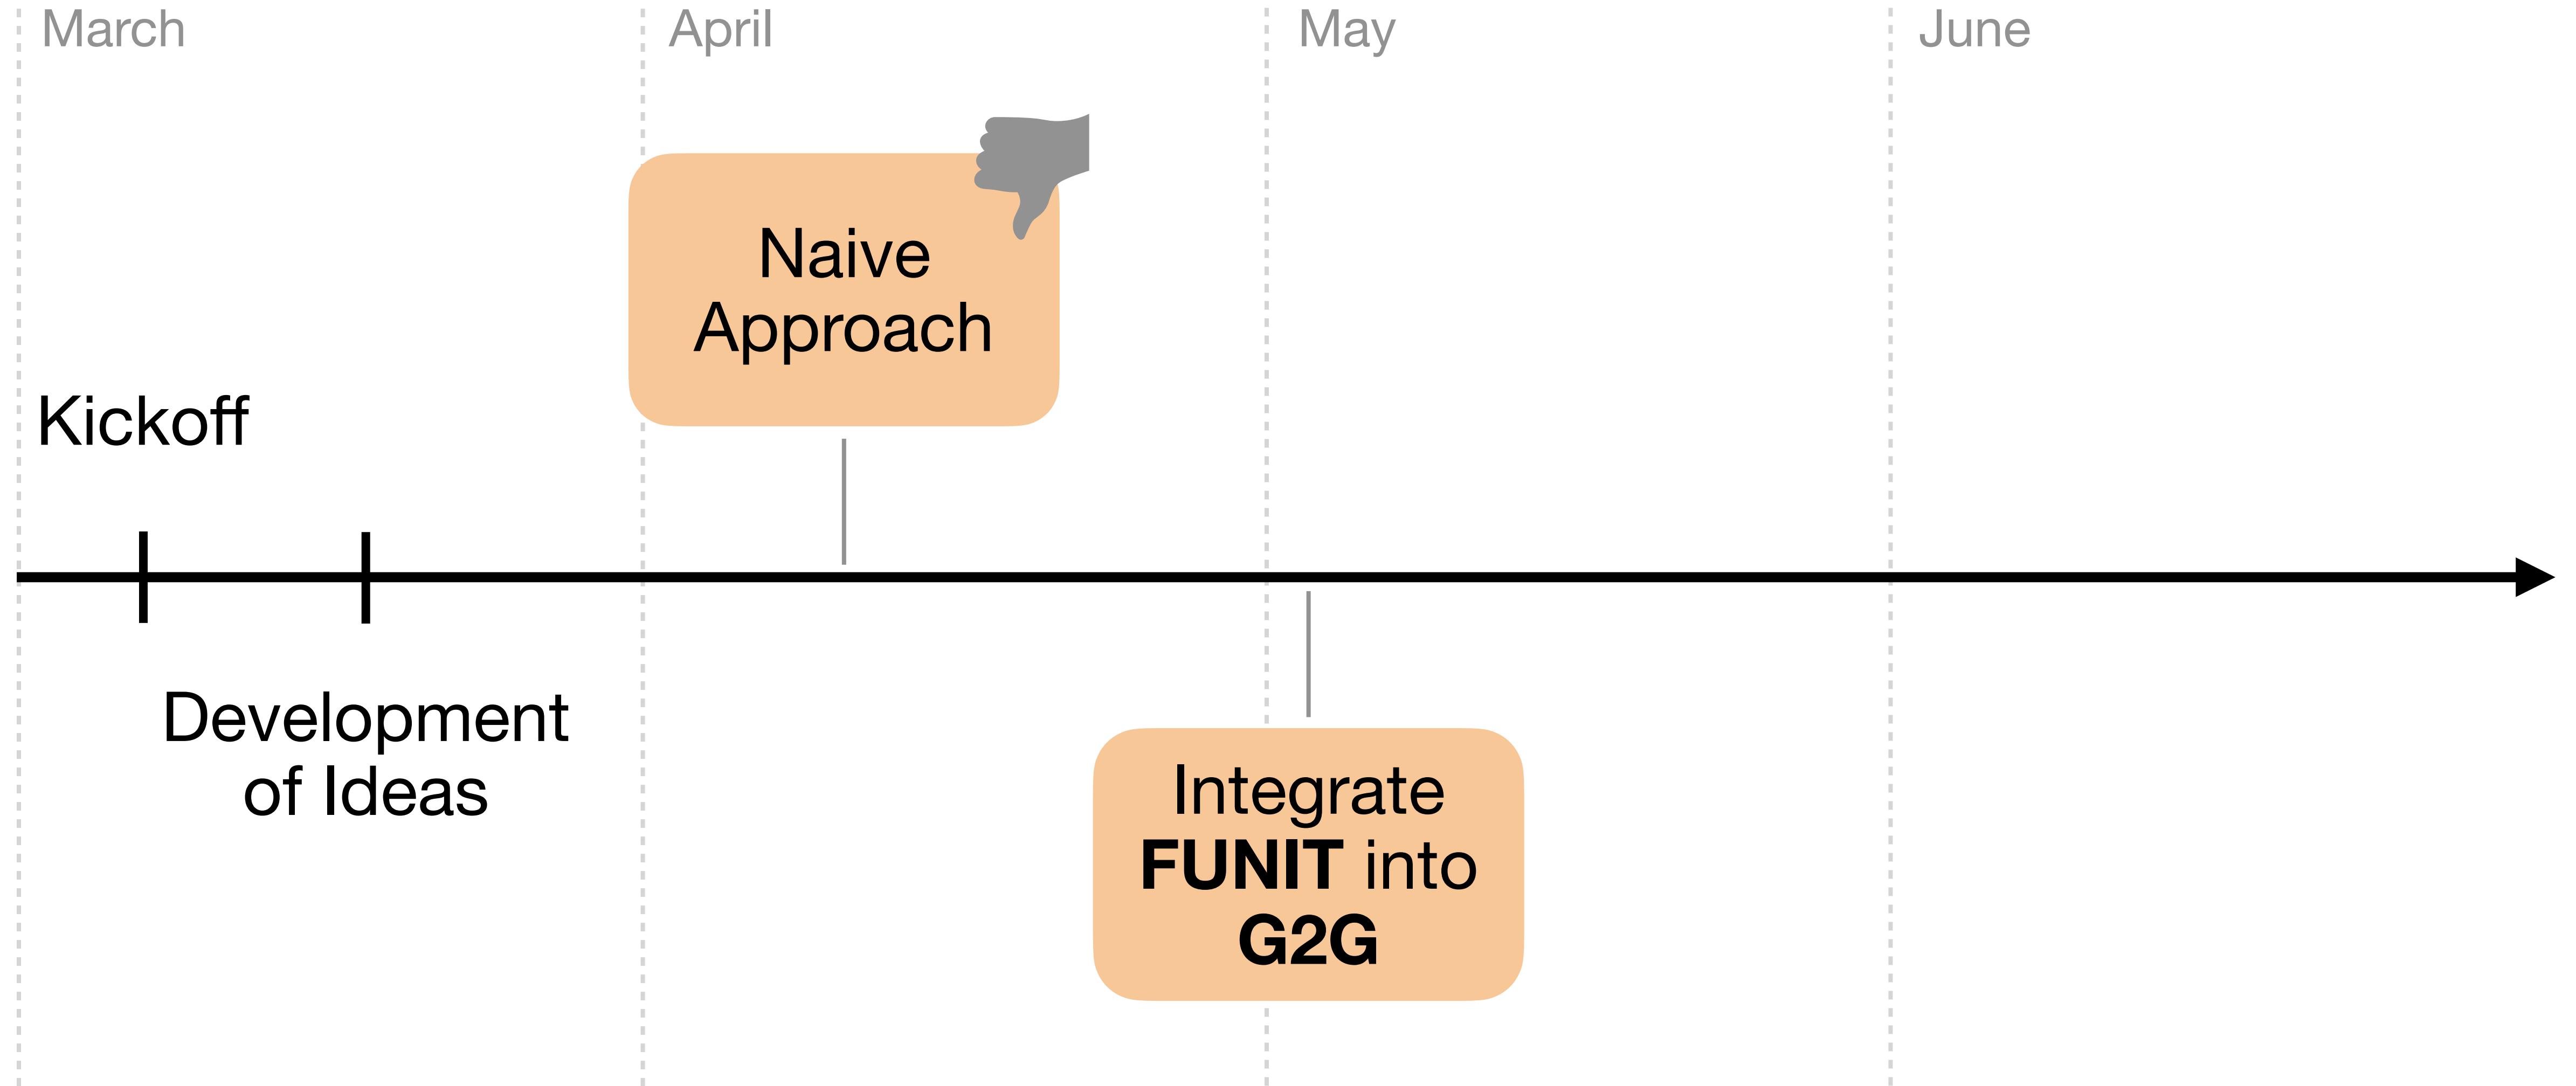 March
April
May
June
Naive
Approach
Kickoff
Development
of Ideas
Integrate
FUNIT into
G2G